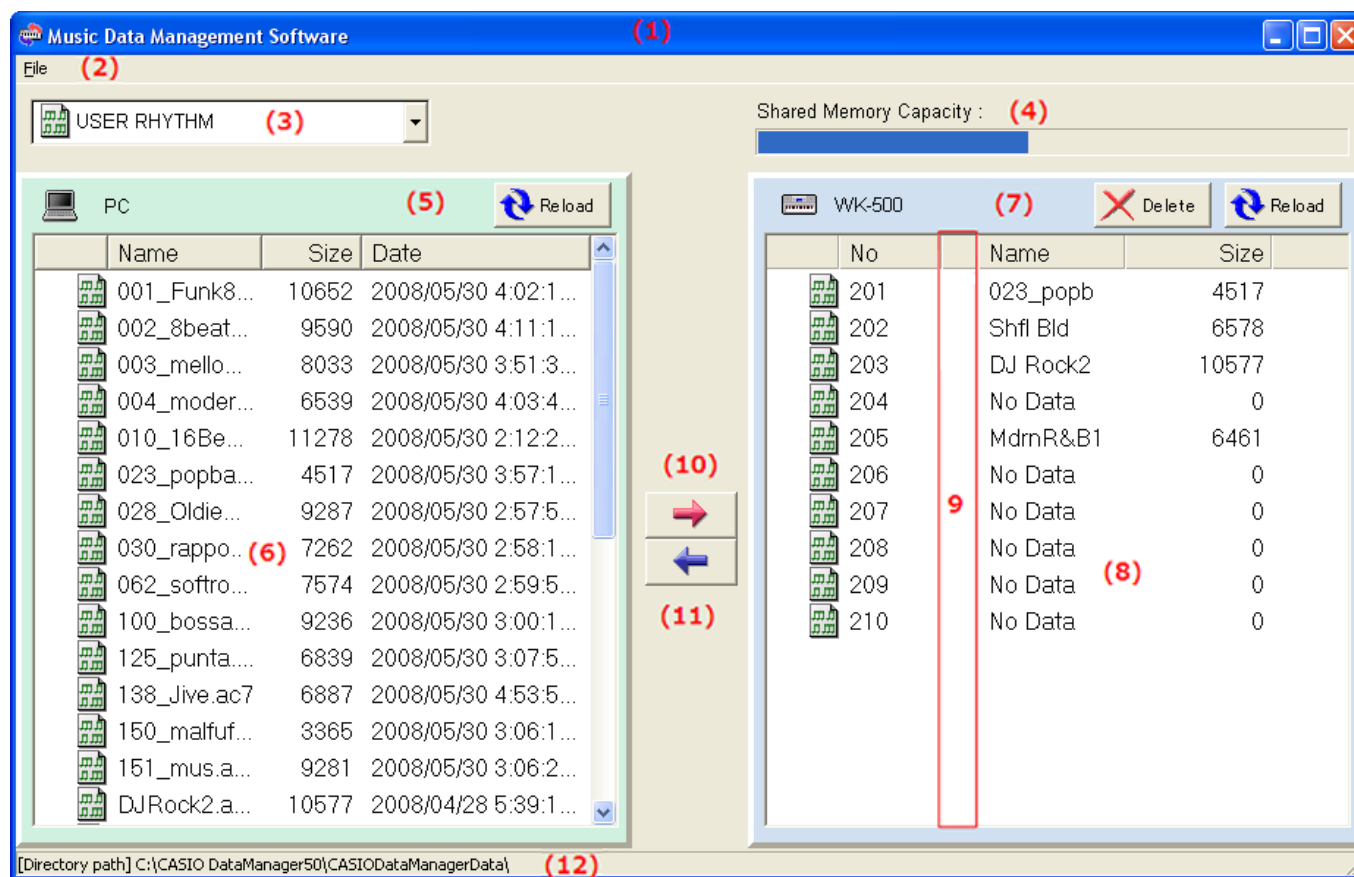 Music Data Management Software (1)
File (2)
USER RHYTHM (3)
Shared Memory Capacity : (4)
PC (5) Reload
Name Size Date
001_Funk8... 10652 2008/05/30 4:02:1...
002_8beat... 9590 2008/05/30 4:11:1...
003_mello... 8033 2008/05/30 3:51:3...
004_moder... 6539 2008/05/30 4:03:4...
010_16Be... 11278 2008/05/30 2:12:2...
023_popba... 4517 2008/05/30 3:57:1...
028_Oldie... 9287 2008/05/30 2:57:5...
030_rappo.. (6) 7262 2008/05/30 2:58:1...
062_softro... 7574 2008/05/30 2:59:5...
100_bossa... 9236 2008/05/30 3:00:1...
125_punta.... 6839 2008/05/30 3:07:5...
138_Jive.ac7 6887 2008/05/30 4:53:5...
150_malfuf... 3365 2008/05/30 3:06:1...
151_mus.a... 9281 2008/05/30 3:06:2...
DJRock2.a... 10577 2008/04/28 5:39:1...
(10)
(11)
WK-500 (7) Delete Reload
No Name Size
201 023_popb 4517
202 Shfl Bld 6578
203 DJ Rock2 10577
204 No Data 0
205 MdrnR&B1 6461
206 No Data 0
207 9 No Data 0
208 No Data 0
209 No Data (8) 0
210 No Data 0
[Directory path] C:\CASIO DataManager50\CASIODataManagerData\ (12)